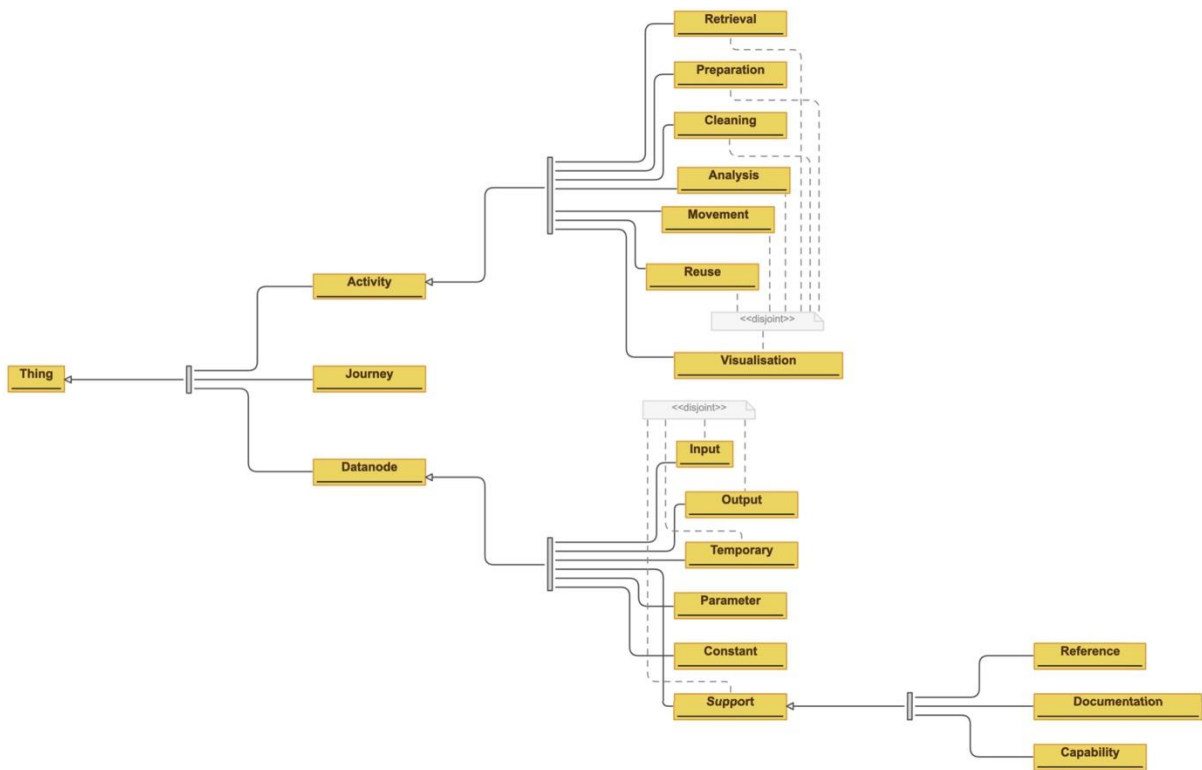 Retrieval
Preparation
Cleaning
Analysis
Movement
Reuse
Activity
<<disjoint>>
Visualisation
Thing
Journey
<<disjoint>>
Input
Datanode
Output
Temporary
Parameter
Constant
Reference
Support
Documentation
Capability